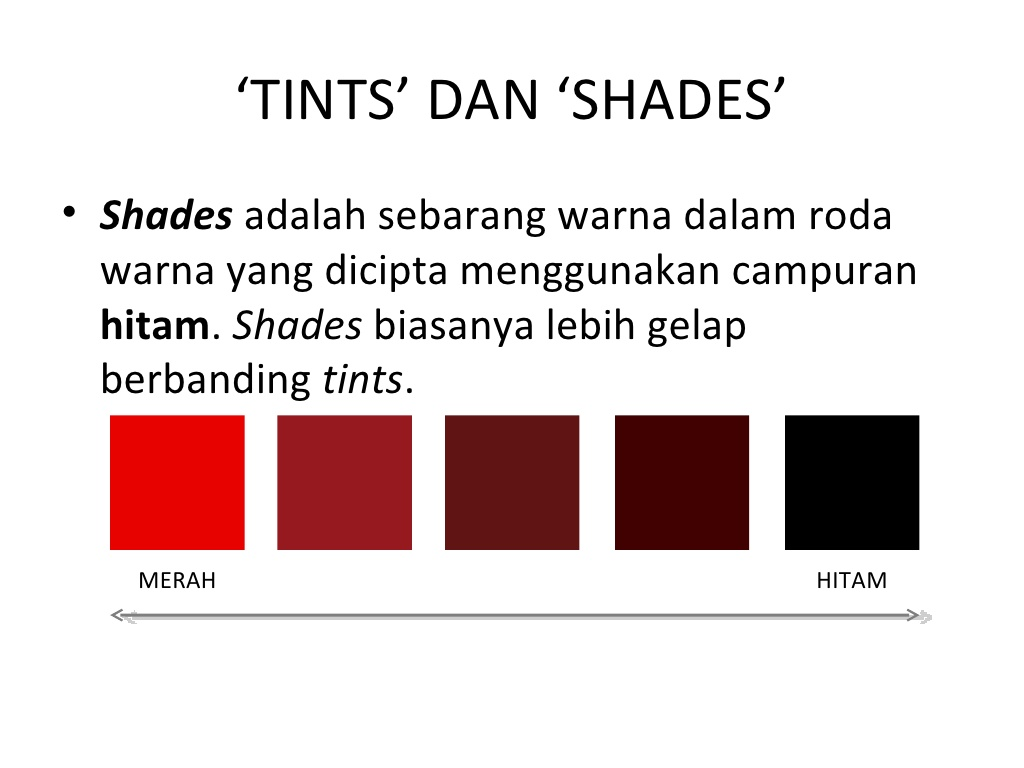 ‘TINTS’ DAN ‘SHADES’
• Shades adalah sebarang warna dalam roda
warna yang dicipta menggunakan campuran
hitam. Shades biasanya lebih gelap
berbanding tints.
MERAH HITAM